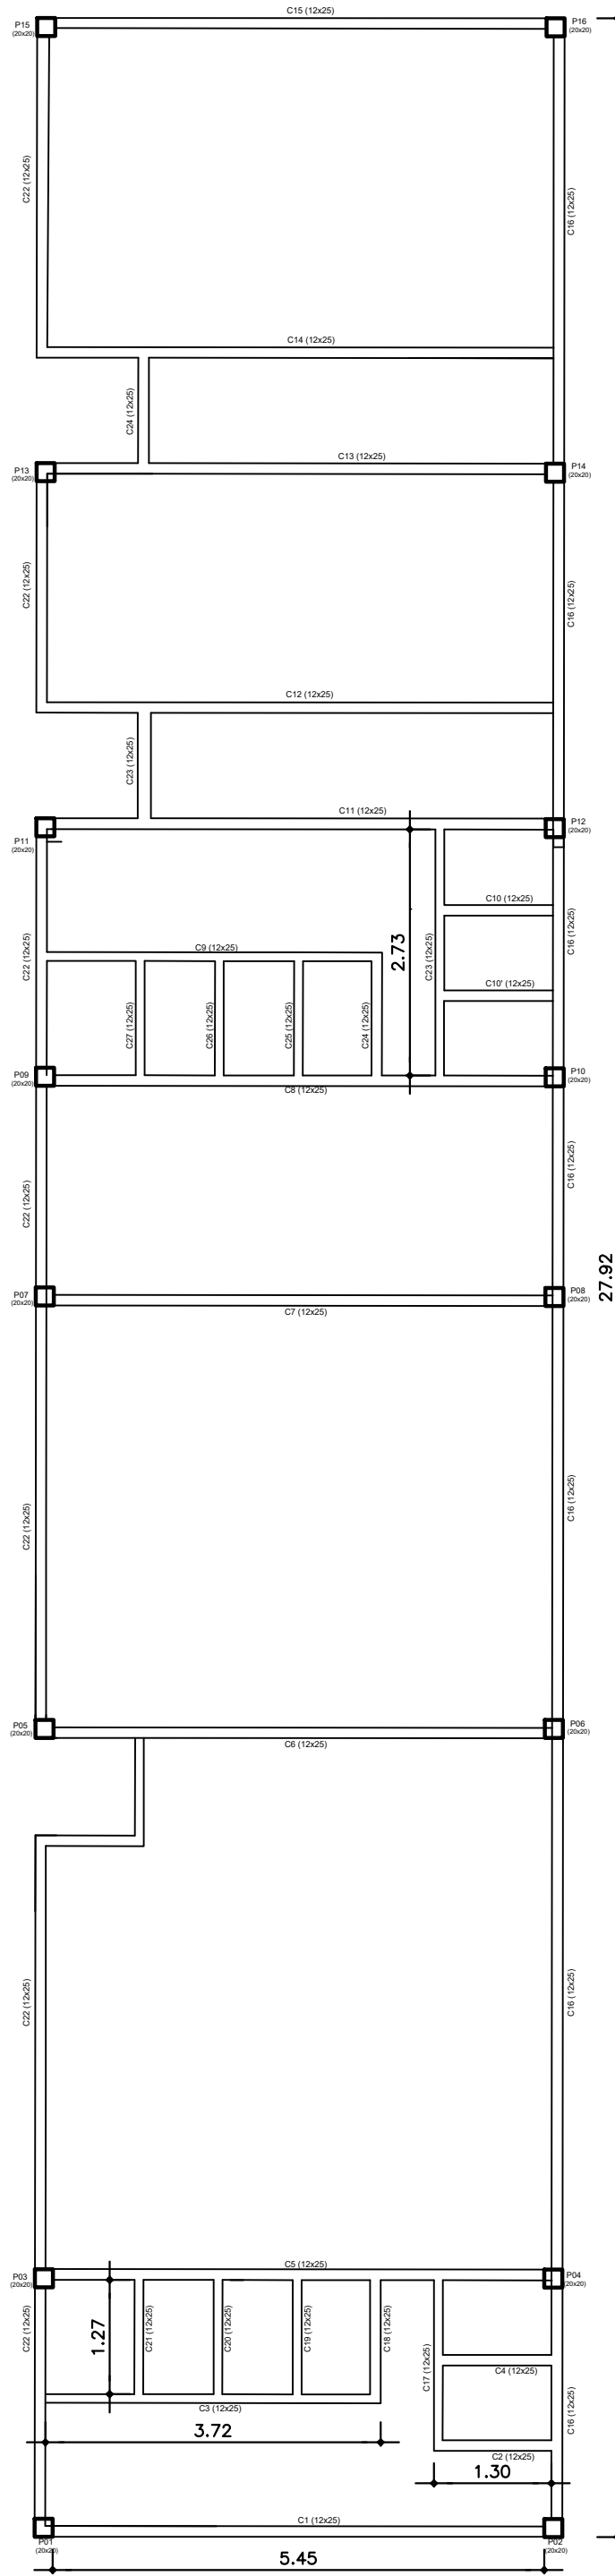 C15 (12x25)
P15
(20x20)
P16
(20x20)
C22 (12x25)
C16 (12x25)
C14 (12x25)
C24 (12x25)
C13 (12x25)
P13
(20x20)
P14
(20x20)
C22 (12x25)
C16 (12x25)
C12 (12x25)
C23 (12x25)
C11 (12x25)
P11
(20x20)
P12
(20x20)
C10 (12x25)
C22 (12x25)
C9 (12x25)
2.73
C23 (12x25)
C16 (12x25)
C10' (12x25)
C27 (12x25)
C26 (12x25)
C25 (12x25)
C24 (12x25)
P09
(20x20)
P10
(20x20)
C8 (12x25)
C22 (12x25)
C16 (12x25)
27.92
P07
(20x20)
P08
(20x20)
C7 (12x25)
C22 (12x25)
C16 (12x25)
P05
(20x20)
P06
(20x20)
C6 (12x25)
C22 (12x25)
C16 (12x25)
C5 (12x25)
P03
(20x20)
P04
(20x20)
C22 (12x25)
1.27
C21 (12x25)
C20 (12x25)
C19 (12x25)
C18 (12x25)
C17 (12x25)
C4 (12x25)
C16 (12x25)
C3 (12x25)
3.72
C2 (12x25)
1.30
C1 (12x25)
P01
(20x20)
P02
(20x20)
5.45